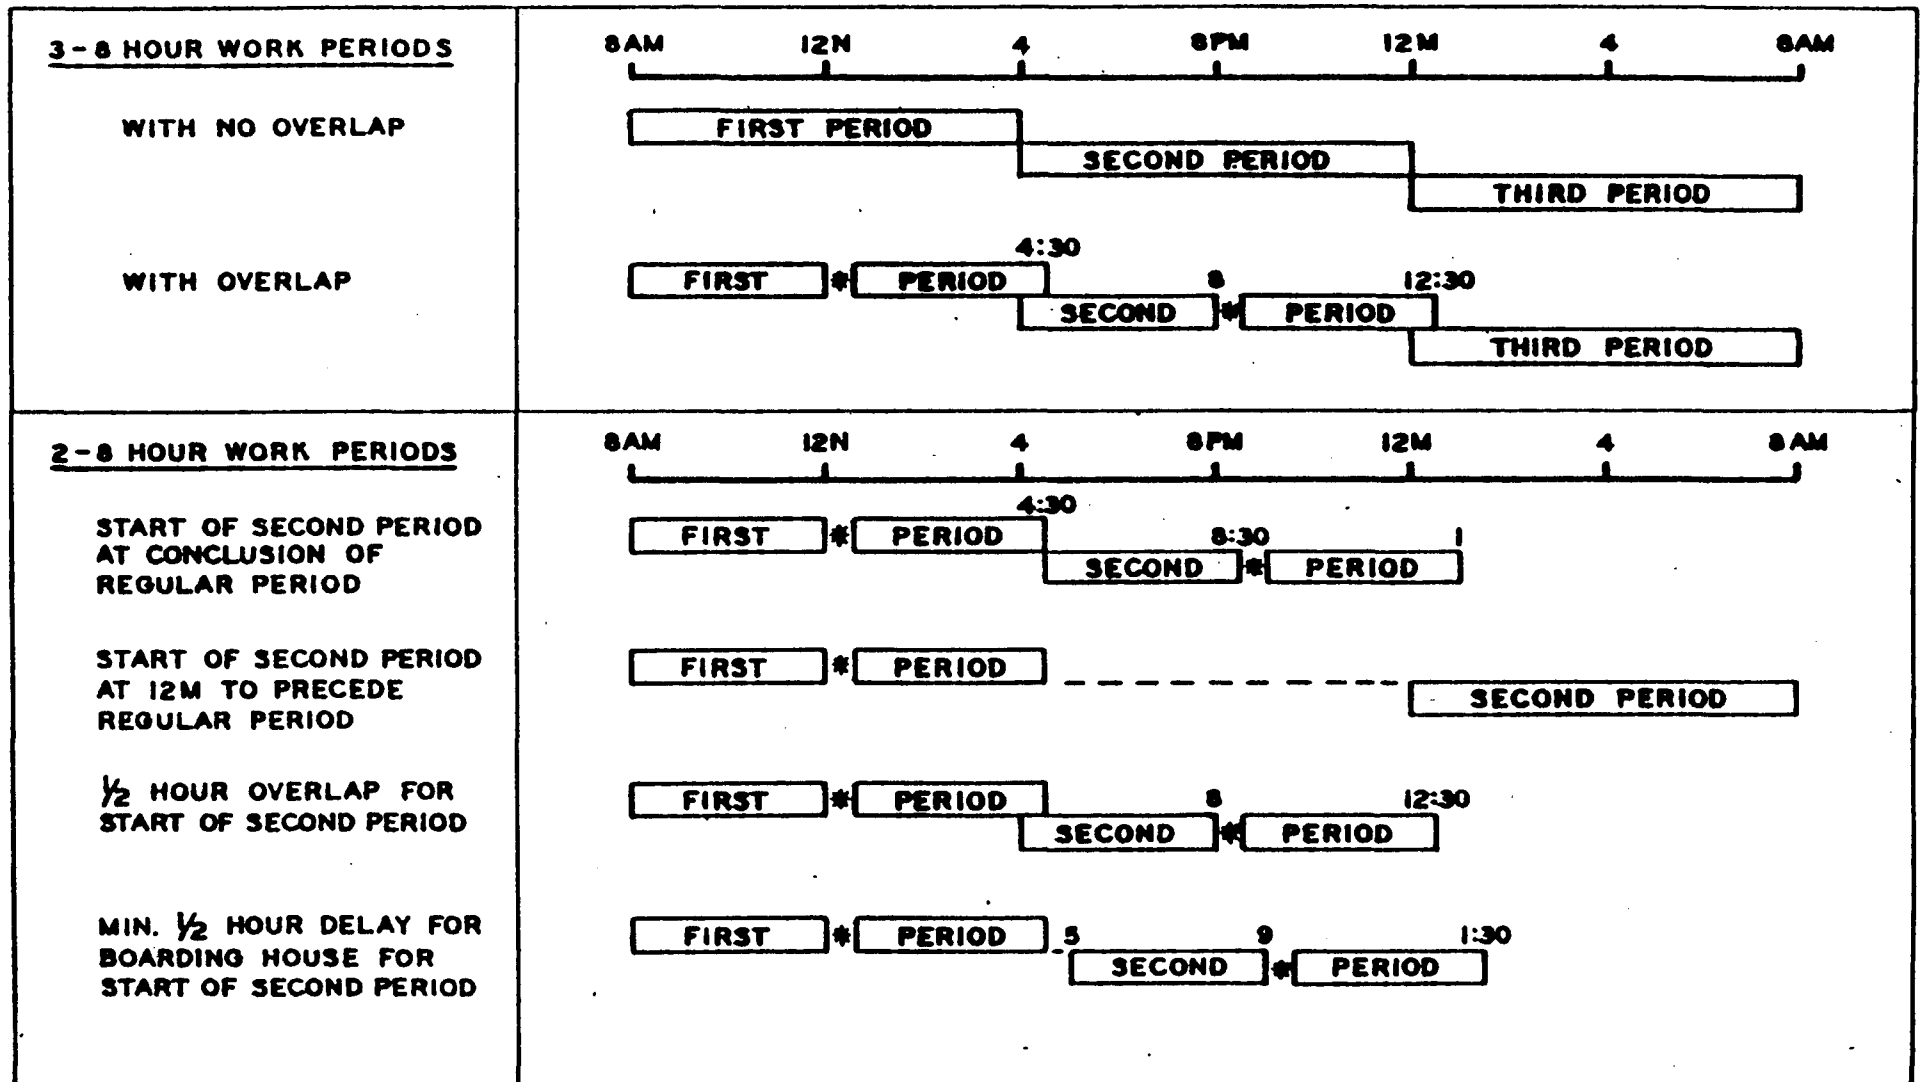 3-8 HOUR WORK PERIODS
8AM 12N 4 8PM 12M 4 8AM
WITH NO OVERLAP
FIRST PERIOD
SECOND PERIOD
THIRD PERIOD
4:30
WITH OVERLAP
FIRST * PERIOD 8 12:30
SECOND * PERIOD
THIRD PERIOD
2-8 HOUR WORK PERIODS
8AM 12N 4 8PM 12M 4 8AM
4:30
START OF SECOND PERIOD
AT CONCLUSION OF
REGULAR PERIOD
FIRST * PERIOD 8:30 1
SECOND * PERIOD
START OF SECOND PERIOD
AT 12M TO PRECEDE
REGULAR PERIOD
FIRST * PERIOD
SECOND PERIOD
½ HOUR OVERLAP FOR
START OF SECOND PERIOD
FIRST * PERIOD 8 12:30
SECOND * PERIOD
MIN. ½ HOUR DELAY FOR
BOARDING HOUSE FOR
START OF SECOND PERIOD
FIRST * PERIOD 5 9 1:30
SECOND * PERIOD